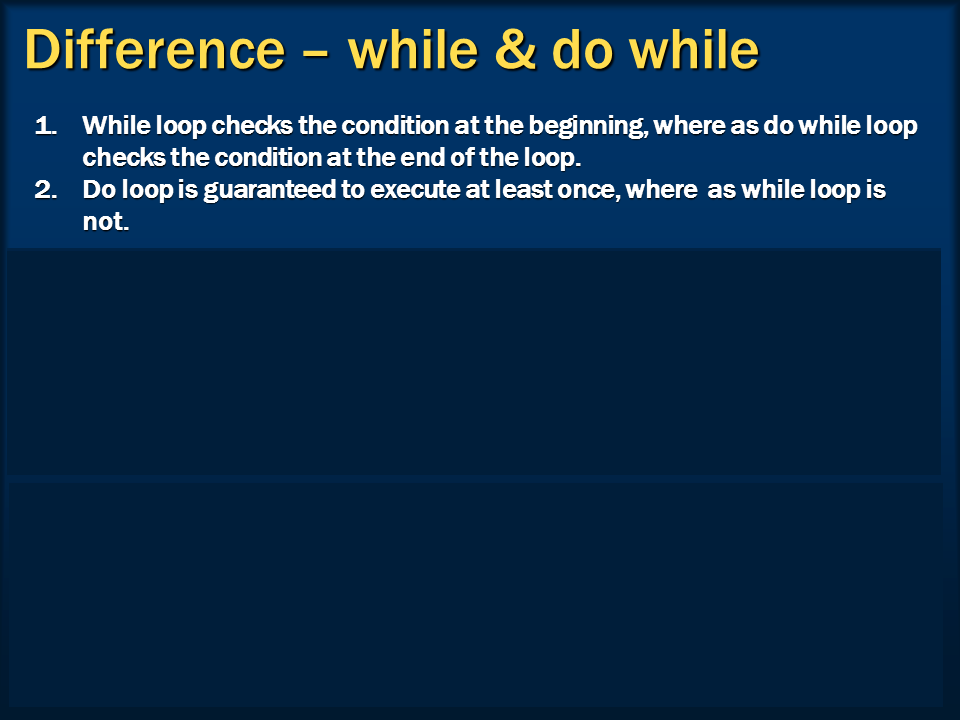 Difference – while & do while
1. While loop checks the condition at the beginning, where as do while loop
checks the condition at the end of the loop.
2. Do loop is guaranteed to execute at least once, where as while loop is
not.